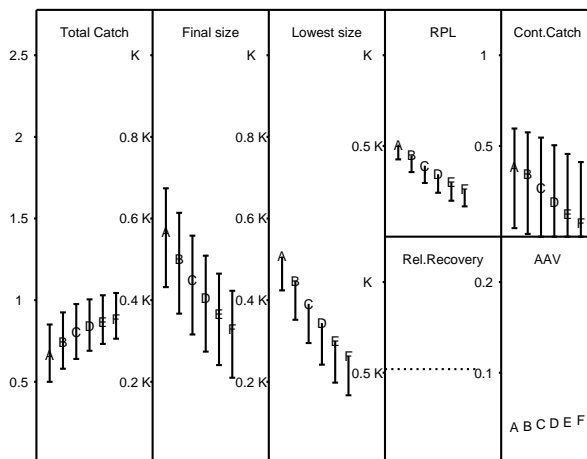 Total Catch Final size Lowest size RPL Cont.Catch
2.5 K K 1
2 0.8 K 0.8 K 0.5 K 0.5
1.5 0.6 K 0.6 K
A B C D E F
A B C D E F
A B C D E F
A B C D E F
A B C D E F
Rel.Recovery AAV
1 0.4 K 0.4 K K 0.2
0.5 0.2 K 0.2 K 0.5 K 0.1
A B C D E F